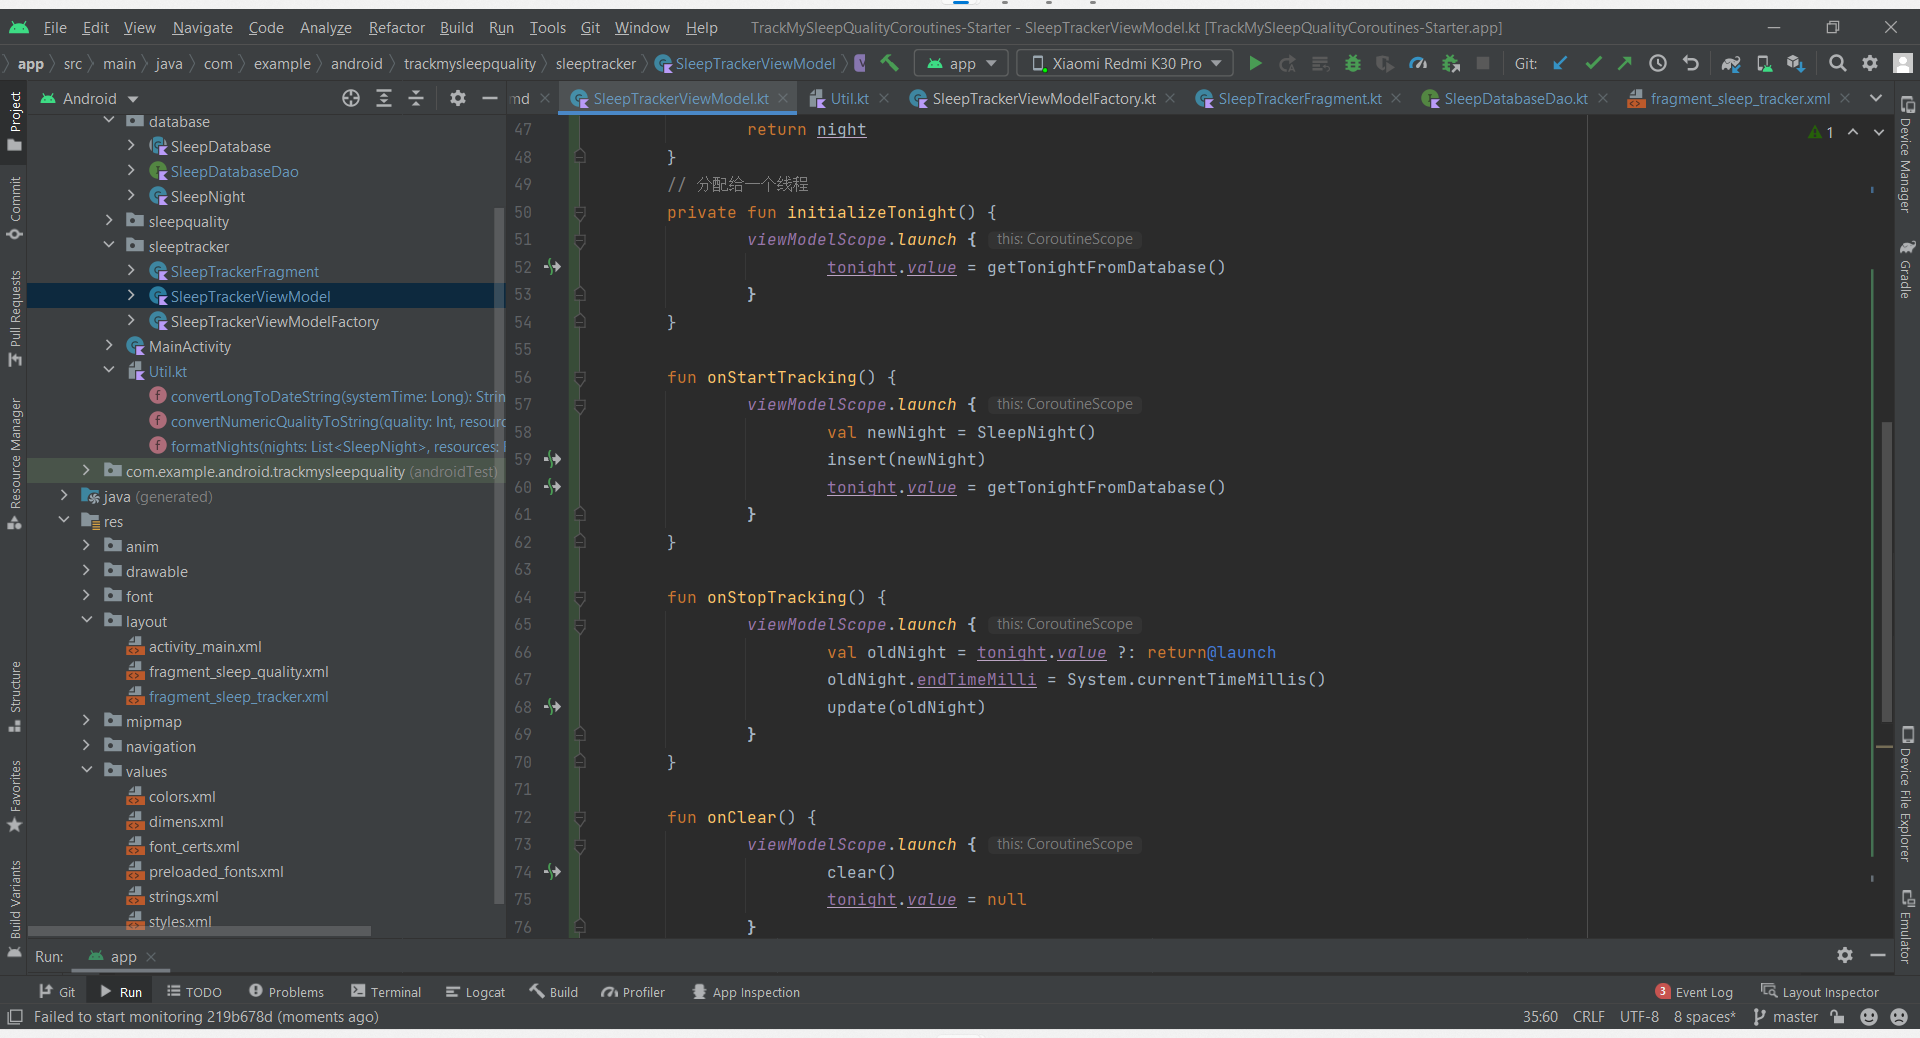 File Edit View Navigate Code Analyze Refactor Build Run Tools Git Window Help TrackMySleepQualityCoroutines-Starter - SleepTrackerViewModel.kt [TrackMySleepQualityCoroutines-Starter.app]
app src main java com example android trackmysleepquality sleeptracker SleepTrackerViewModel app Xiaomi Redmi K30 Pro Git:
Android
md SleepTrackerViewModel.kt Util.kt SleepTrackerViewModelFactory.kt SleepTrackerFragment.kt SleepDatabaseDao.kt fragment_sleep_tracker.xml
Project
Commit
Pull Requests
Resource Manager
Structure
Favorites
Build Variants
database
SleepDatabase
SleepDatabaseDao
SleepNight
sleepquality
sleeptracker
SleepTrackerFragment
SleepTrackerViewModel
SleepTrackerViewModelFactory
MainActivity
Util.kt
convertLongToDateString(systemTime: Long): Strin
convertNumericQualityToString(quality: Int, resourc
formatNights(nights: List<SleepNight>, resources:
com.example.android.trackmysleepquality (androidTest)
java (generated)
res
anim
drawable
font
layout
activity_main.xml
fragment_sleep_quality.xml
fragment_sleep_tracker.xml
mipmap
navigation
values
colors.xml
dimens.xml
font_certs.xml
preloaded_fonts.xml
strings.xml
styles.xml
1
47 return night
48 }
49 // 分配给一个线程
50 private fun initializeTonight() {
51 viewModelScope.launch { this: CoroutineScope
52 tonight.value = getTonightFromDatabase()
53 }
54 }
55
56 fun onStartTracking() {
57 viewModelScope.launch { this: CoroutineScope
58 val newNight = SleepNight()
59 insert(newNight)
60 tonight.value = getTonightFromDatabase()
61 }
62 }
63
64 fun onStopTracking() {
65 viewModelScope.launch { this: CoroutineScope
66 val oldNight = tonight.value ?: return@launch
67 oldNight.endTimeMilli = System.currentTimeMillis()
68 update(oldNight)
69 }
70 }
71
72 fun onClear() {
73 viewModelScope.launch { this: CoroutineScope
74 clear()
75 tonight.value = null
76 }
Device Manager
Gradle
Device File Explorer
Emulator
Run: app
Git Run TODO Problems Terminal Logcat Build Profiler App Inspection 3 Event Log Layout Inspector
Failed to start monitoring 219b678d (moments ago) 35:60 CRLF UTF-8 8 spaces* master